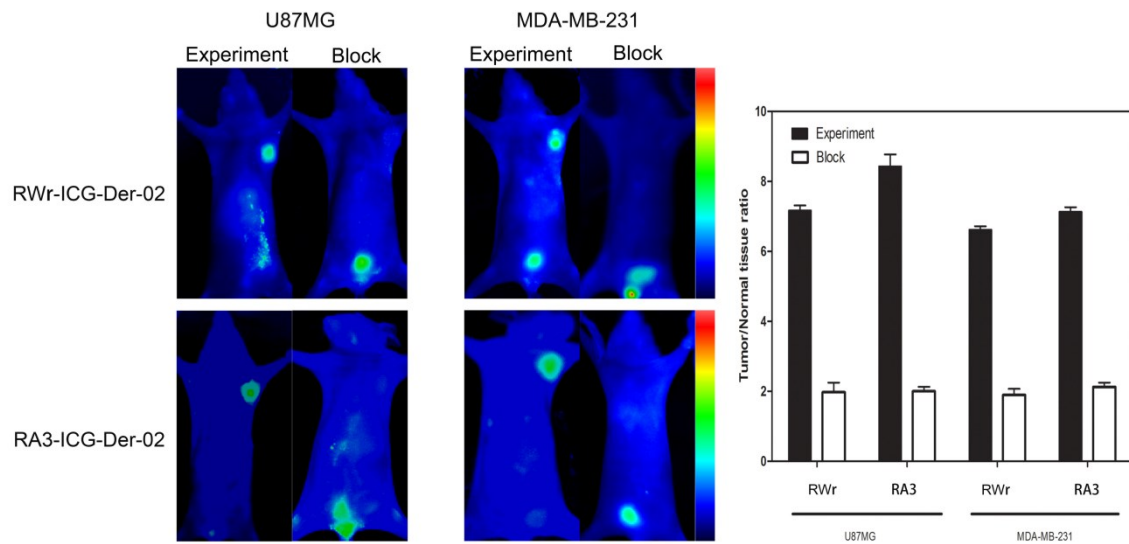 U87MG
MDA-MB-231
Experiment Block
Experiment Block
RWr-ICG-Der-02
RA3-ICG-Der-02
Tumor/Normal tissue ratio
10
8
6
4
2
0
Experiment
Block
RWr RA3 RWr RA3
U87MG MDA-MB-231